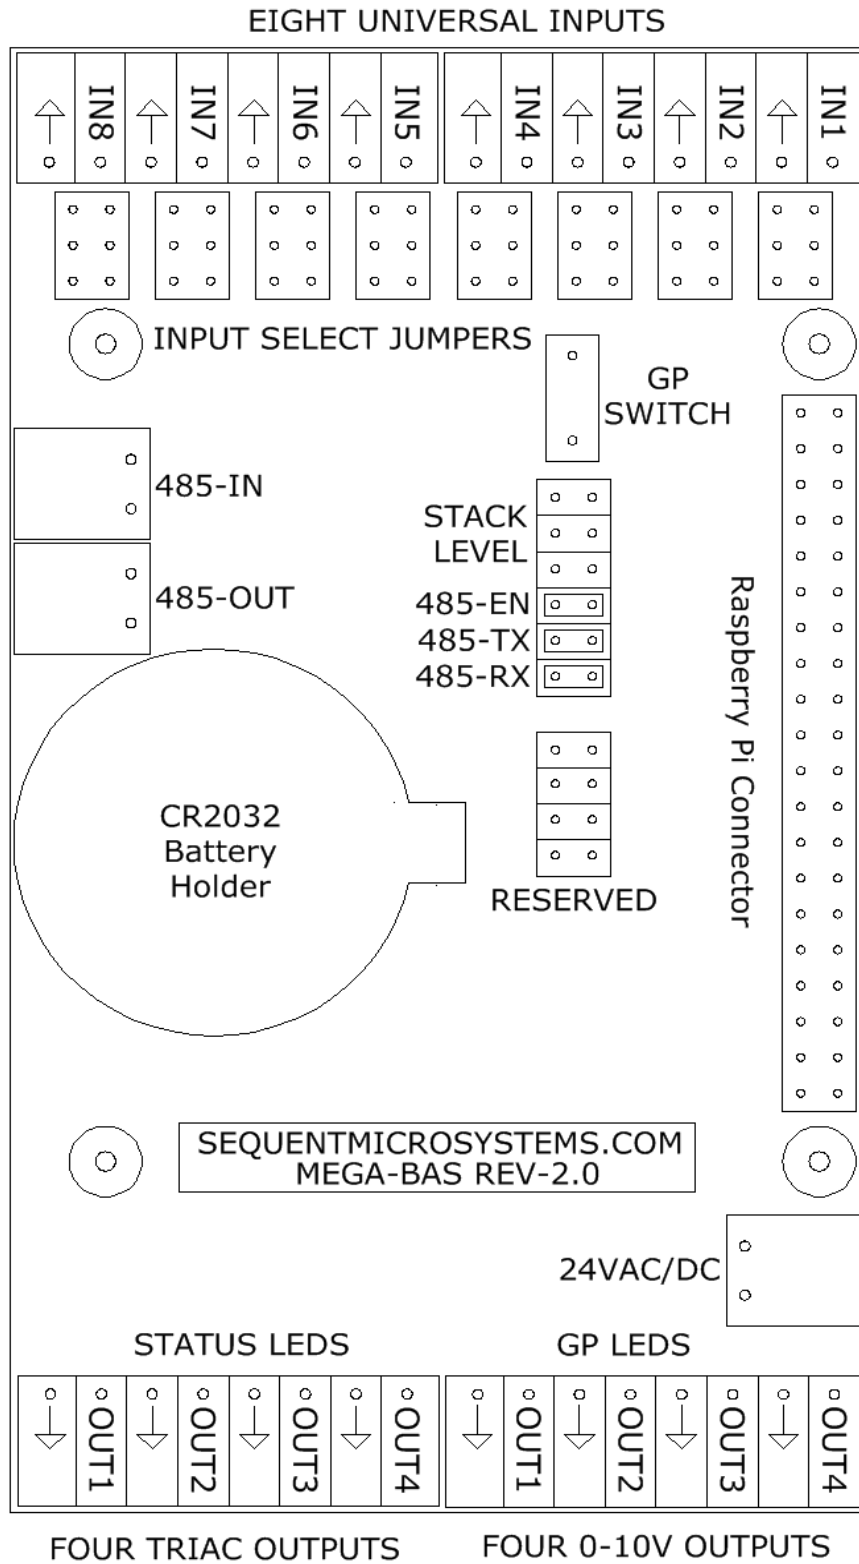 EIGHT UNIVERSAL INPUTS
IN8
IN7
IN6
IN5
IN4
IN3
IN2
IN1
INPUT SELECT JUMPERS
GP
SWITCH
485-IN
STACK
LEVEL
485-OUT
485-EN
485-TX
485-RX
Raspberry Pi Connector
CR2032
Battery
Holder
RESERVED
SEQUENTMICROSYSTEMS.COM
MEGA-BAS REV-2.0
24VAC/DC
STATUS LEDS
GP LEDS
OUT1
OUT2
OUT3
OUT4
OUT1
OUT2
OUT3
OUT4
FOUR TRIAC OUTPUTS
FOUR 0-10V OUTPUTS